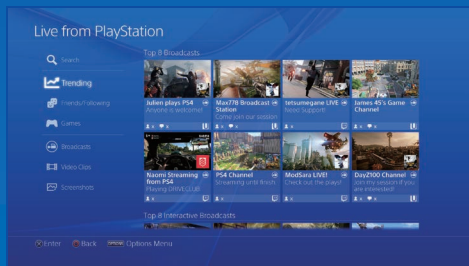 Live from PlayStation
Search
Trending
Friends/Following
Games
Broadcasts
Video Clips
Screenshots
Top 8 Broadcasts
Julien plays PS4
Anyone is welcome!
Max778 Broadcast
Station
Come join our session
tetsumegane LIVE
Need Support!
James 45's Game
Channel
Naomi Streaming
from PS4
Playing DRIVECLUB
PS4 Channel
Streaming until finish
ModSara LIVE!
Check out me plays!
DayZ100 Channel
Join my session if you
are interested!
Top 8 Interactive Broadcasts
Enter
Back
OPTIONS Options Menu